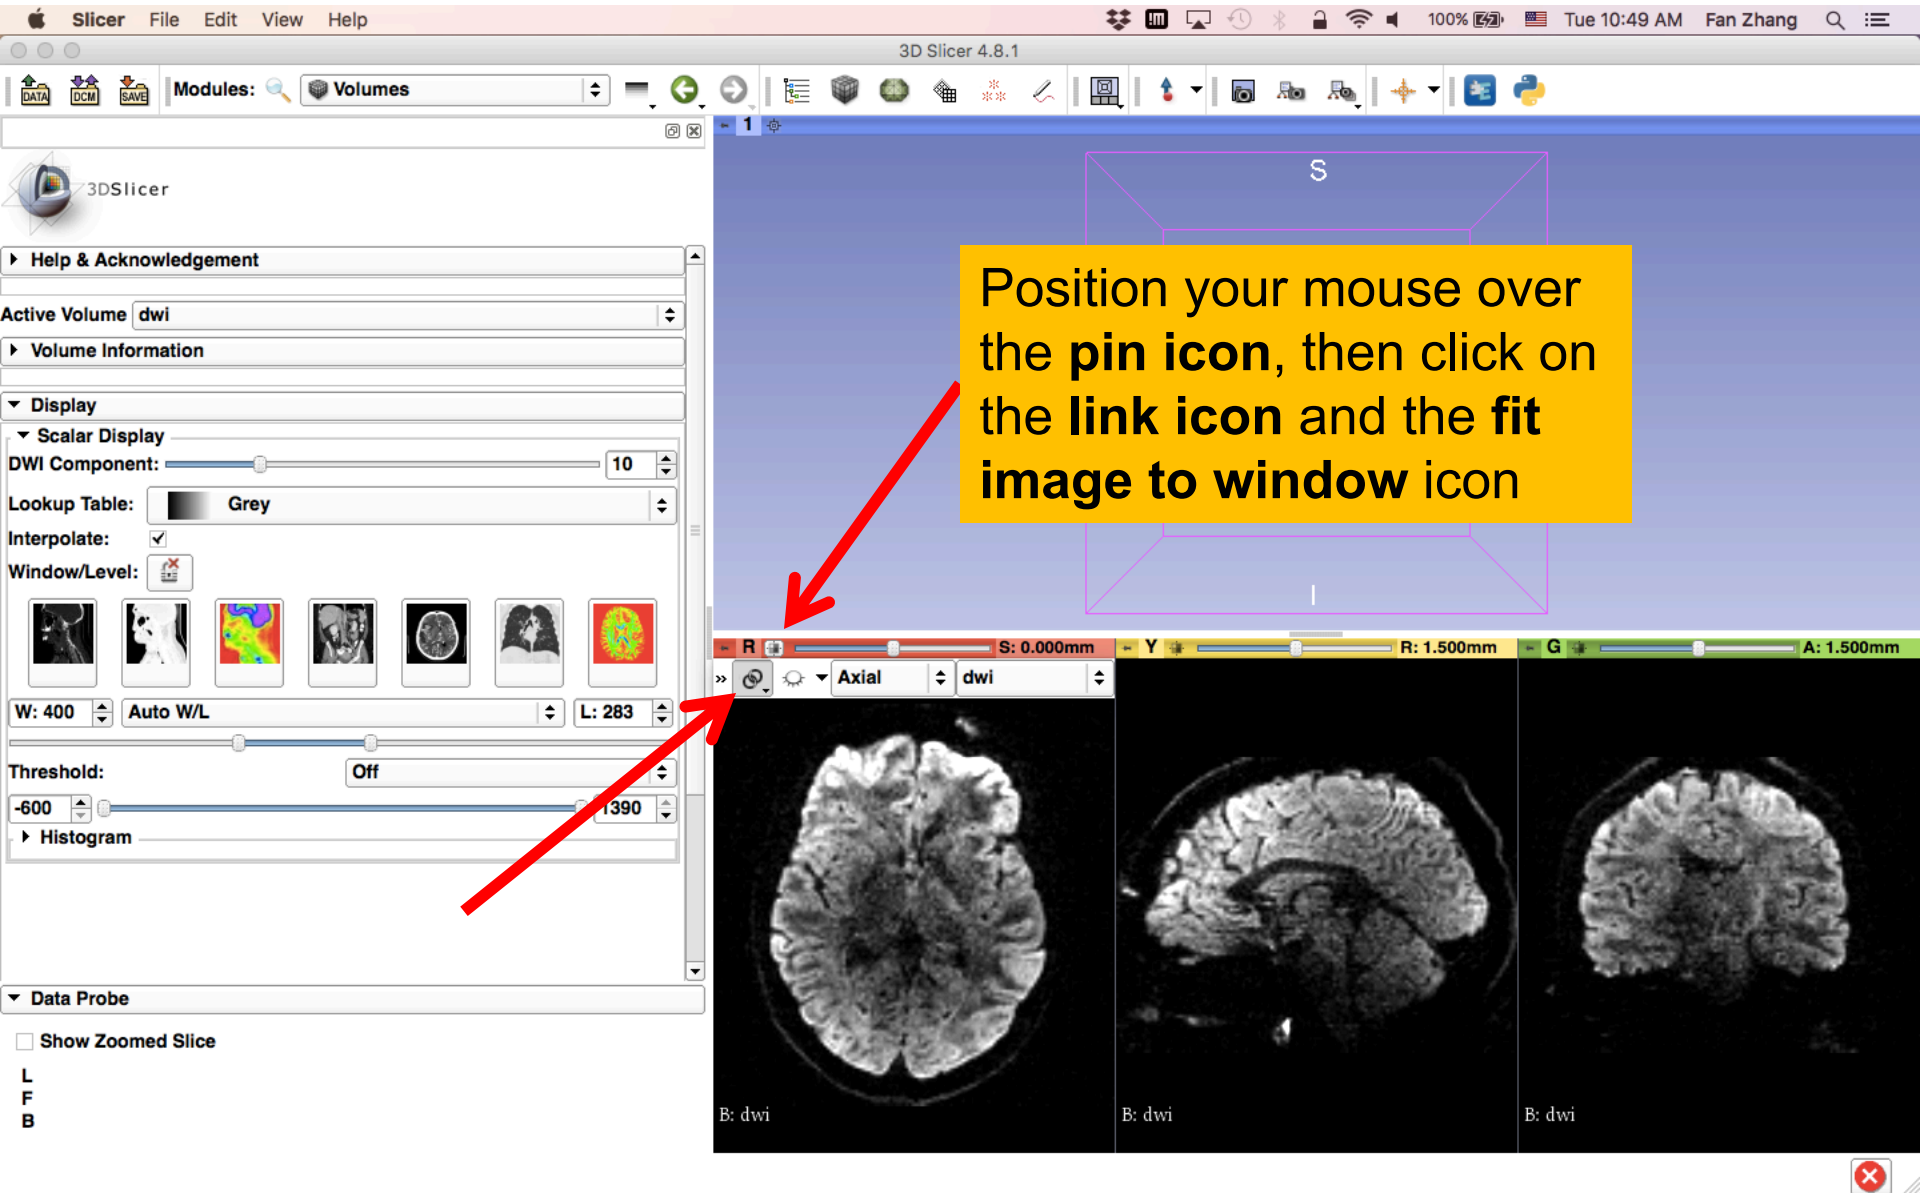 Slicer File Edit View Help 100% Tue 10:49 AM Fan Zhang
3D Slicer 4.8.1
DATA DCM SAVE Modules: Volumes
1
3DSlicer
S
Help & Acknowledgement
Active Volume dwi
Volume Information
Display
Scalar Display
DWI Component: 10
Lookup Table: Grey
Interpolate:
Window/Level:
W: 400 Auto W/L L: 283
Threshold: Off
-600 1390
Histogram
Data Probe
Show Zoomed Slice
L
F
B
Position your mouse over
the pin icon, then click on
the link icon and the fit
image to window icon
I
R S: 0.000mm Y R: 1.500mm G A: 1.500mm
» Axial dwi
B: dwi B: dwi B: dwi